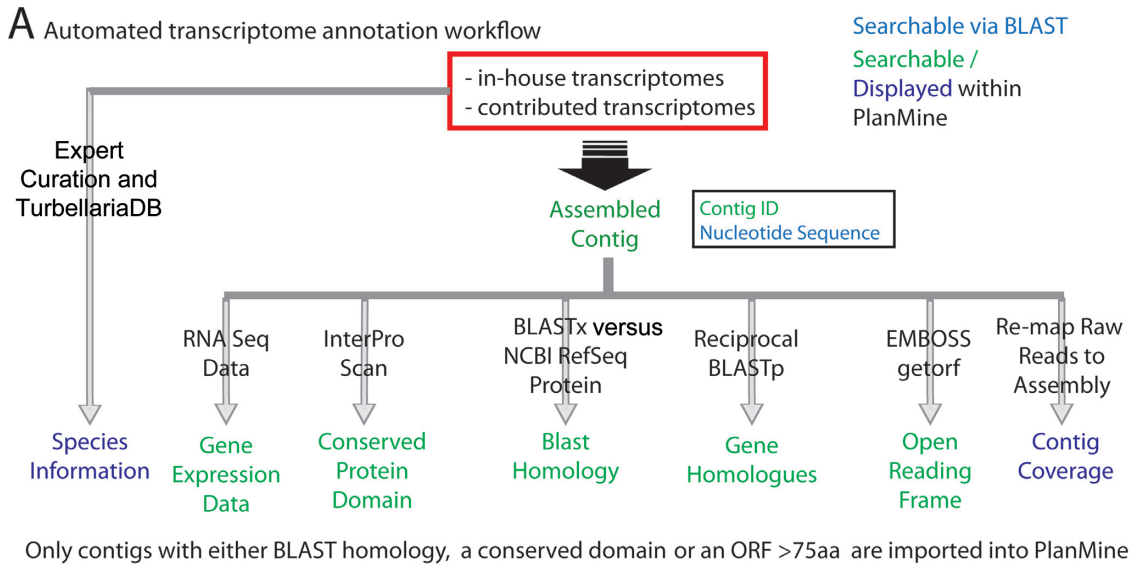 A Automated transcriptome annotation workflow
Searchable via BLAST
Searchable /
Displayed within
PlanMine
- in-house transcriptomes
- contributed transcriptomes
Expert
Curation and
TurbellariaDB
Assembled
Contig
Contig ID
Nucleotide Sequence
RNA Seq
Data
InterPro
Scan
BLASTx versus
NCBI RefSeq
Protein
Reciprocal
BLASTp
EMBOSS
getorf
Re-map Raw
Reads to
Assembly
Species
Information
Gene
Expression
Data
Conserved
Protein
Domain
Blast
Homology
Gene
Homologues
Open
Reading
Frame
Contig
Coverage
Only contigs with either BLAST homology, a conserved domain or an ORF >75aa are imported into PlanMine